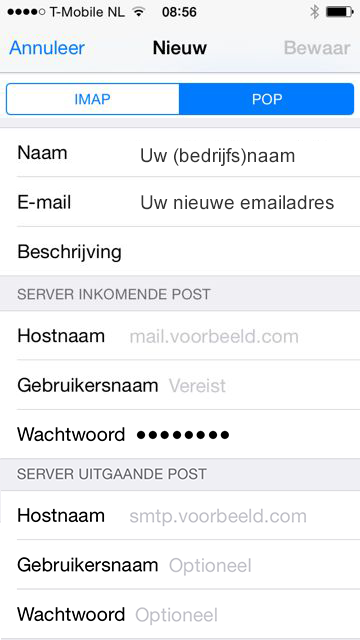 T-Mobile NL 08:56
Annuleer Nieuw Bewaar
IMAP POP
Naam Uw (bedrijfs)naam
E-mail Uw nieuwe emailadres
Beschrijving
SERVER INKOMENDE POST
Hostnaam mail.voorbeeld.com
Gebruikersnaam Vereist
Wachtwoord ●●●●●●●●
SERVER UITGAANDE POST
Hostnaam smtp.voorbeeld.com
Gebruikersnaam Optioneel
Wachtwoord Optioneel